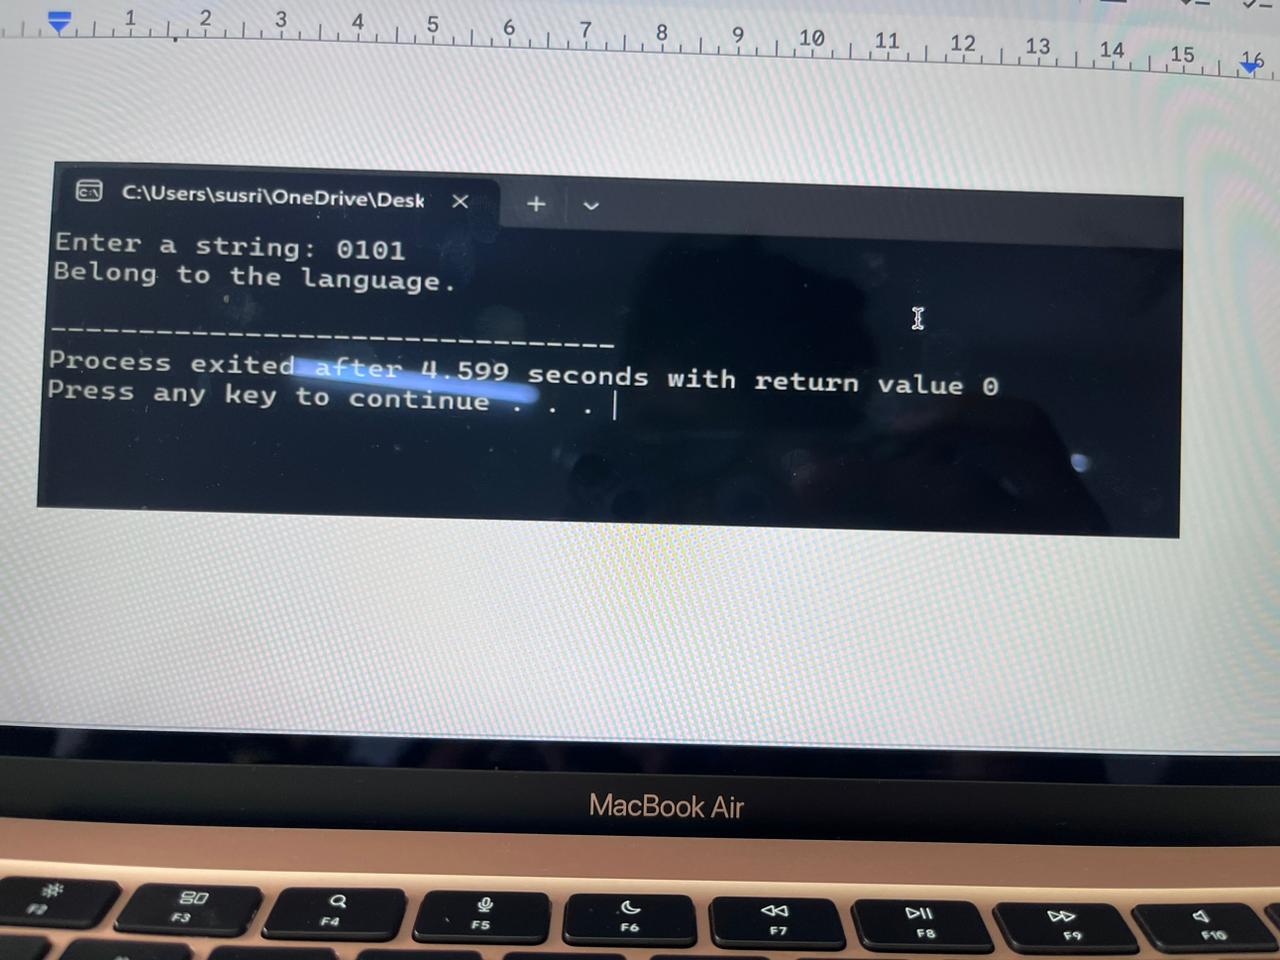 1 2 3 4 5 6 7 8 9 10 11 12 13 14 15 16
C:\Users\susri\OneDrive\Desk
Enter a string: 0101
Belong to the language.
--------------------------------
Process exited after 4.599 seconds with return value 0
Press any key to continue . . .
MacBook Air
F2 F3 F4 F5 F6 F7 F8 F9 F10